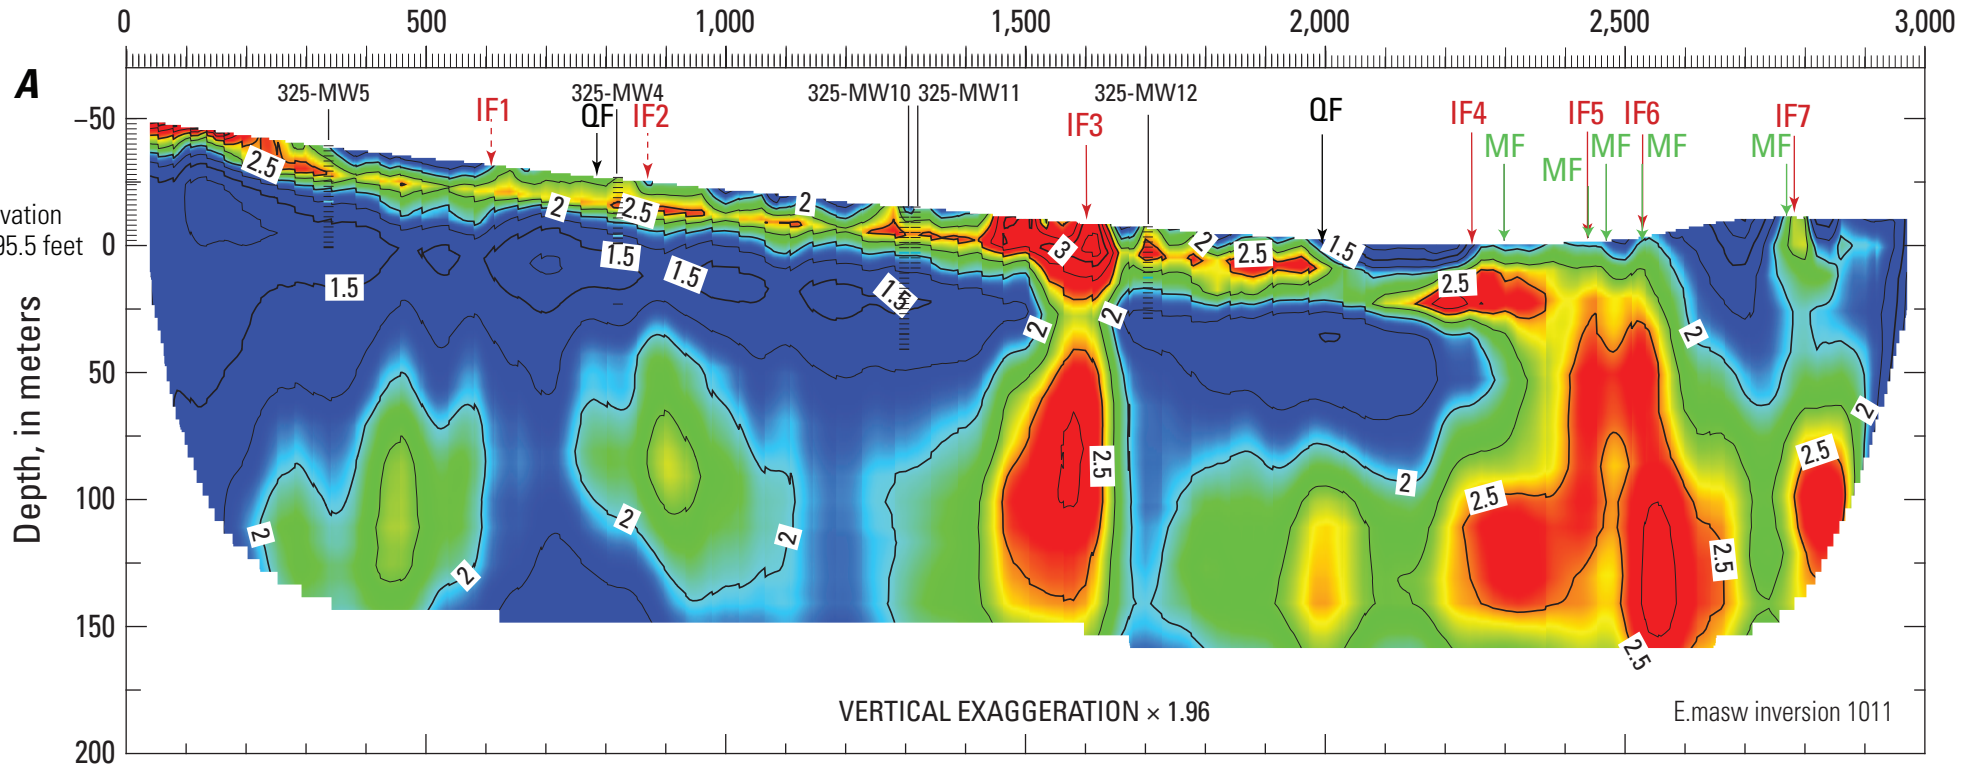 0 500 1,000 1,500 2,000 2,500 3,000
A
325-MW5 325-MW4 325-MW10 325-MW11 325-MW12
IF1 QF IF2 IF3 QF IF4 IF5 IF6 IF7
MF MF MF MF MF
–50
0
50
100
150
200
vation
95.5 feet
Depth, in meters
2.5 2 2.5 2 3 2 2.5 1.5 2.5
1.5 1.5 1.5 1.5 2 2 2
2.5 2 2.5 2.5 2
2 2 2 2 2.5 2.5
VERTICAL EXAGGERATION × 1.96
E.masw inversion 1011